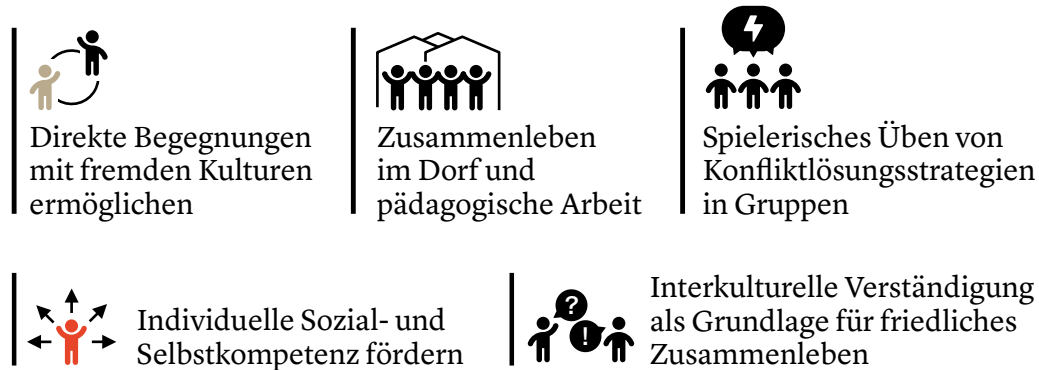 Direkte Begegnungen
mit fremden Kulturen
ermöglichen
Zusammenleben
im Dorf und
pädagogische Arbeit
Spielerisches Üben von
Konfliktlösungsstrategien
in Gruppen
Individuelle Sozial- und
Selbstkompetenz fördern
?
!
Interkulturelle Verständigung
als Grundlage für friedliches
Zusammenleben